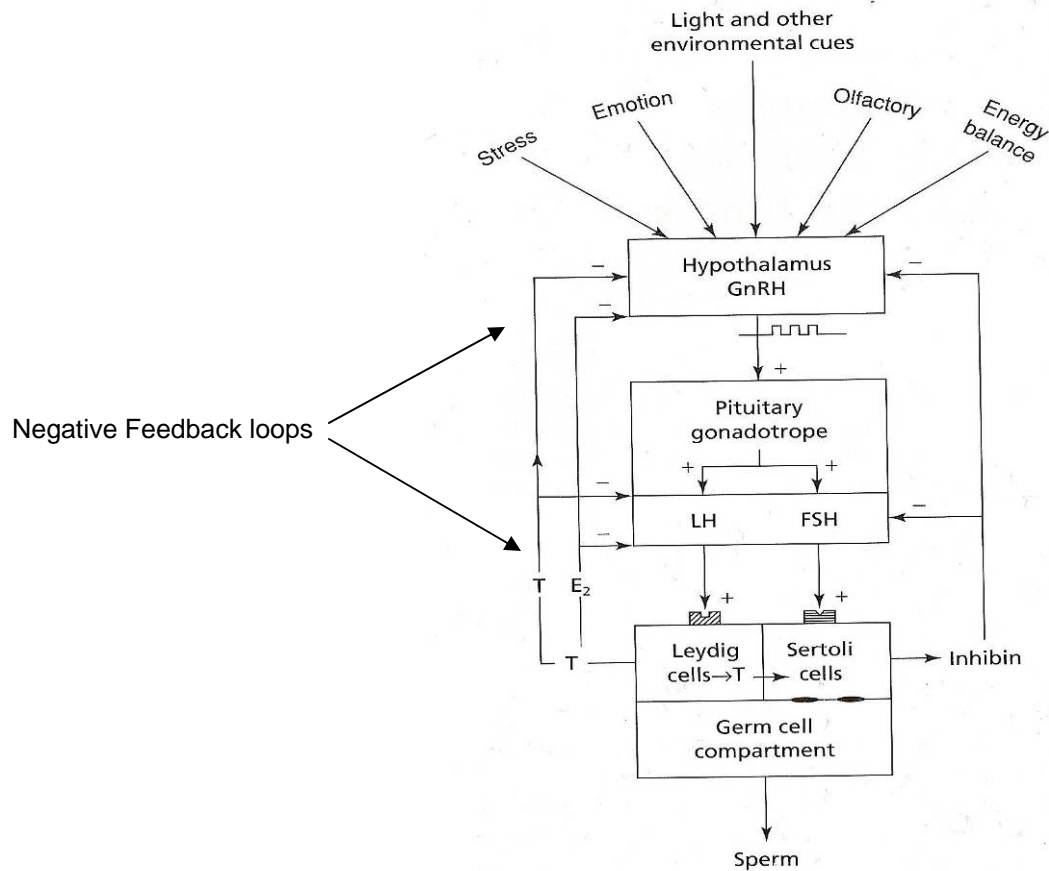 Light and other
environmental cues
Stress
Emotion
Olfactory
Energy
balance
−
Hypothalamus
GnRH
−
−
+
Negative Feedback loops
Pituitary
gonadotrope
+
+
−
LH
FSH
−
−
T
E₂
+
+
T
Leydig
cells→T
Sertoli
cells
Inhibin
Germ cell
compartment
Sperm